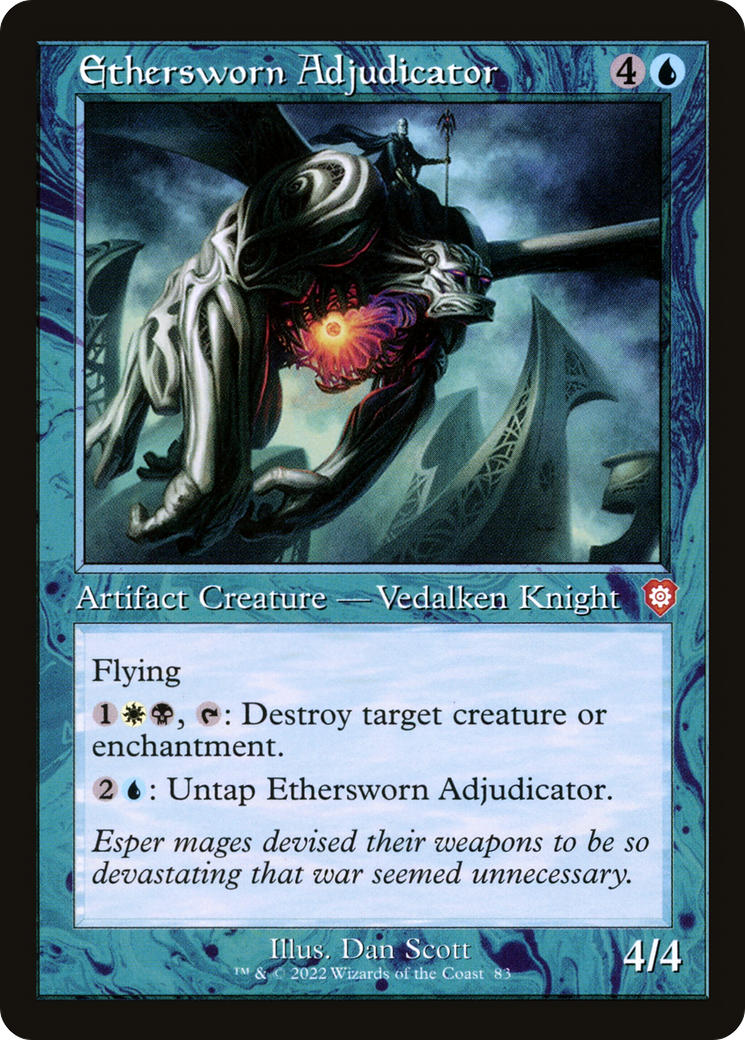 Ethersworn Adjudicator 4
Artifact Creature — Vedalken Knight
Flying
1, : Destroy target creature or
enchantment.
2 : Untap Ethersworn Adjudicator.
Esper mages devised their weapons to be so
devastating that war seemed unnecessary.
Illus. Dan Scott
™ & © 2022 Wizards of the Coast 83
4/4